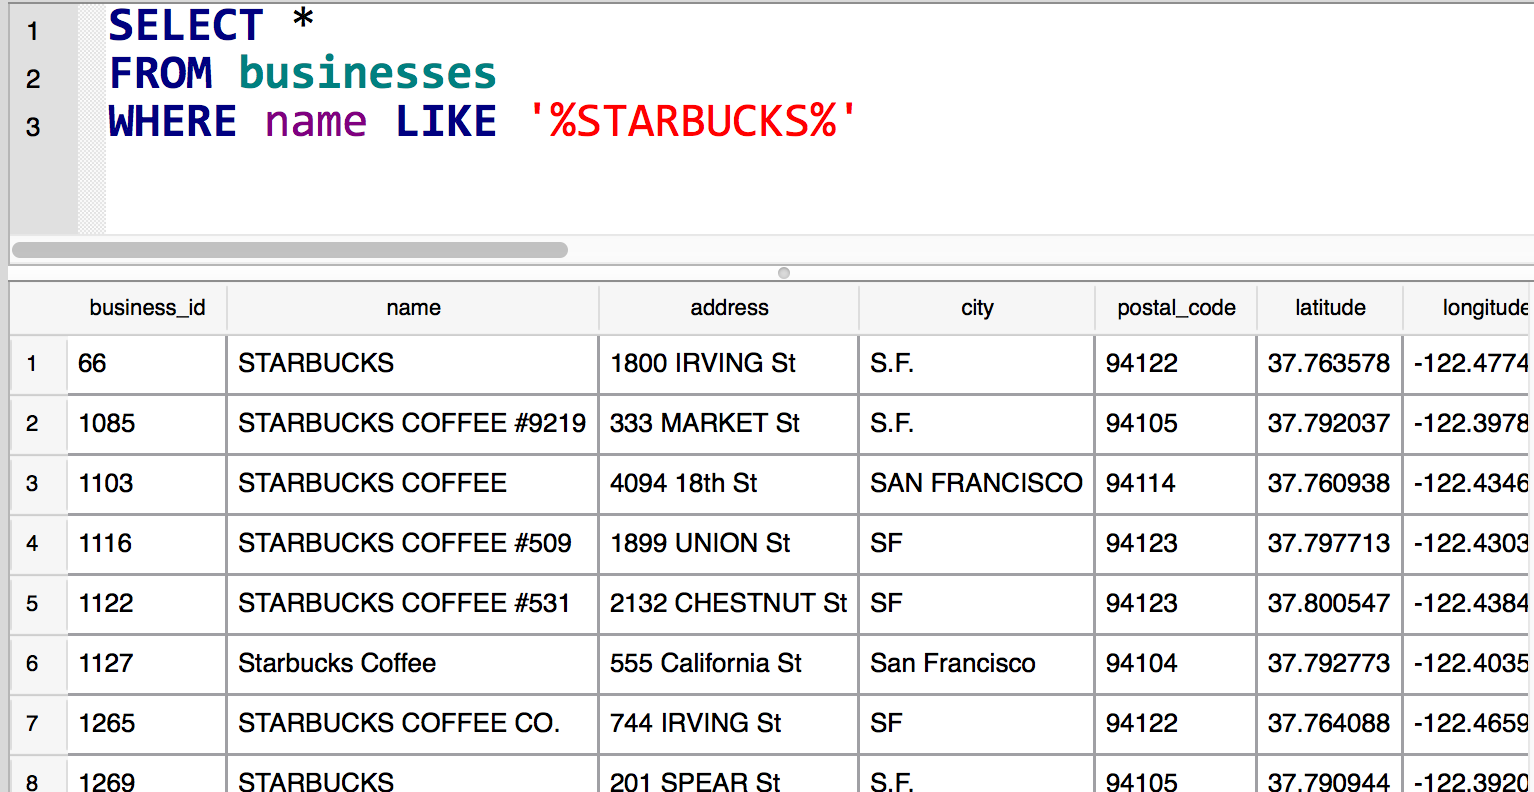 1 SELECT *
2 FROM businesses
3 WHERE name LIKE '%STARBUCKS%'
business_id name address city postal_code latitude longitude
1 66 STARBUCKS 1800 IRVING St S.F. 94122 37.763578 -122.4774
2 1085 STARBUCKS COFFEE #9219 333 MARKET St S.F. 94105 37.792037 -122.3978
3 1103 STARBUCKS COFFEE 4094 18th St SAN FRANCISCO 94114 37.760938 -122.4346
4 1116 STARBUCKS COFFEE #509 1899 UNION St SF 94123 37.797713 -122.4303
5 1122 STARBUCKS COFFEE #531 2132 CHESTNUT St SF 94123 37.800547 -122.4384
6 1127 Starbucks Coffee 555 California St San Francisco 94104 37.792773 -122.4035
7 1265 STARBUCKS COFFEE CO. 744 IRVING St SF 94122 37.764088 -122.4659
8 1269 STARBUCKS 201 SPEAR St S.F. 94105 37.790944 -122.3920